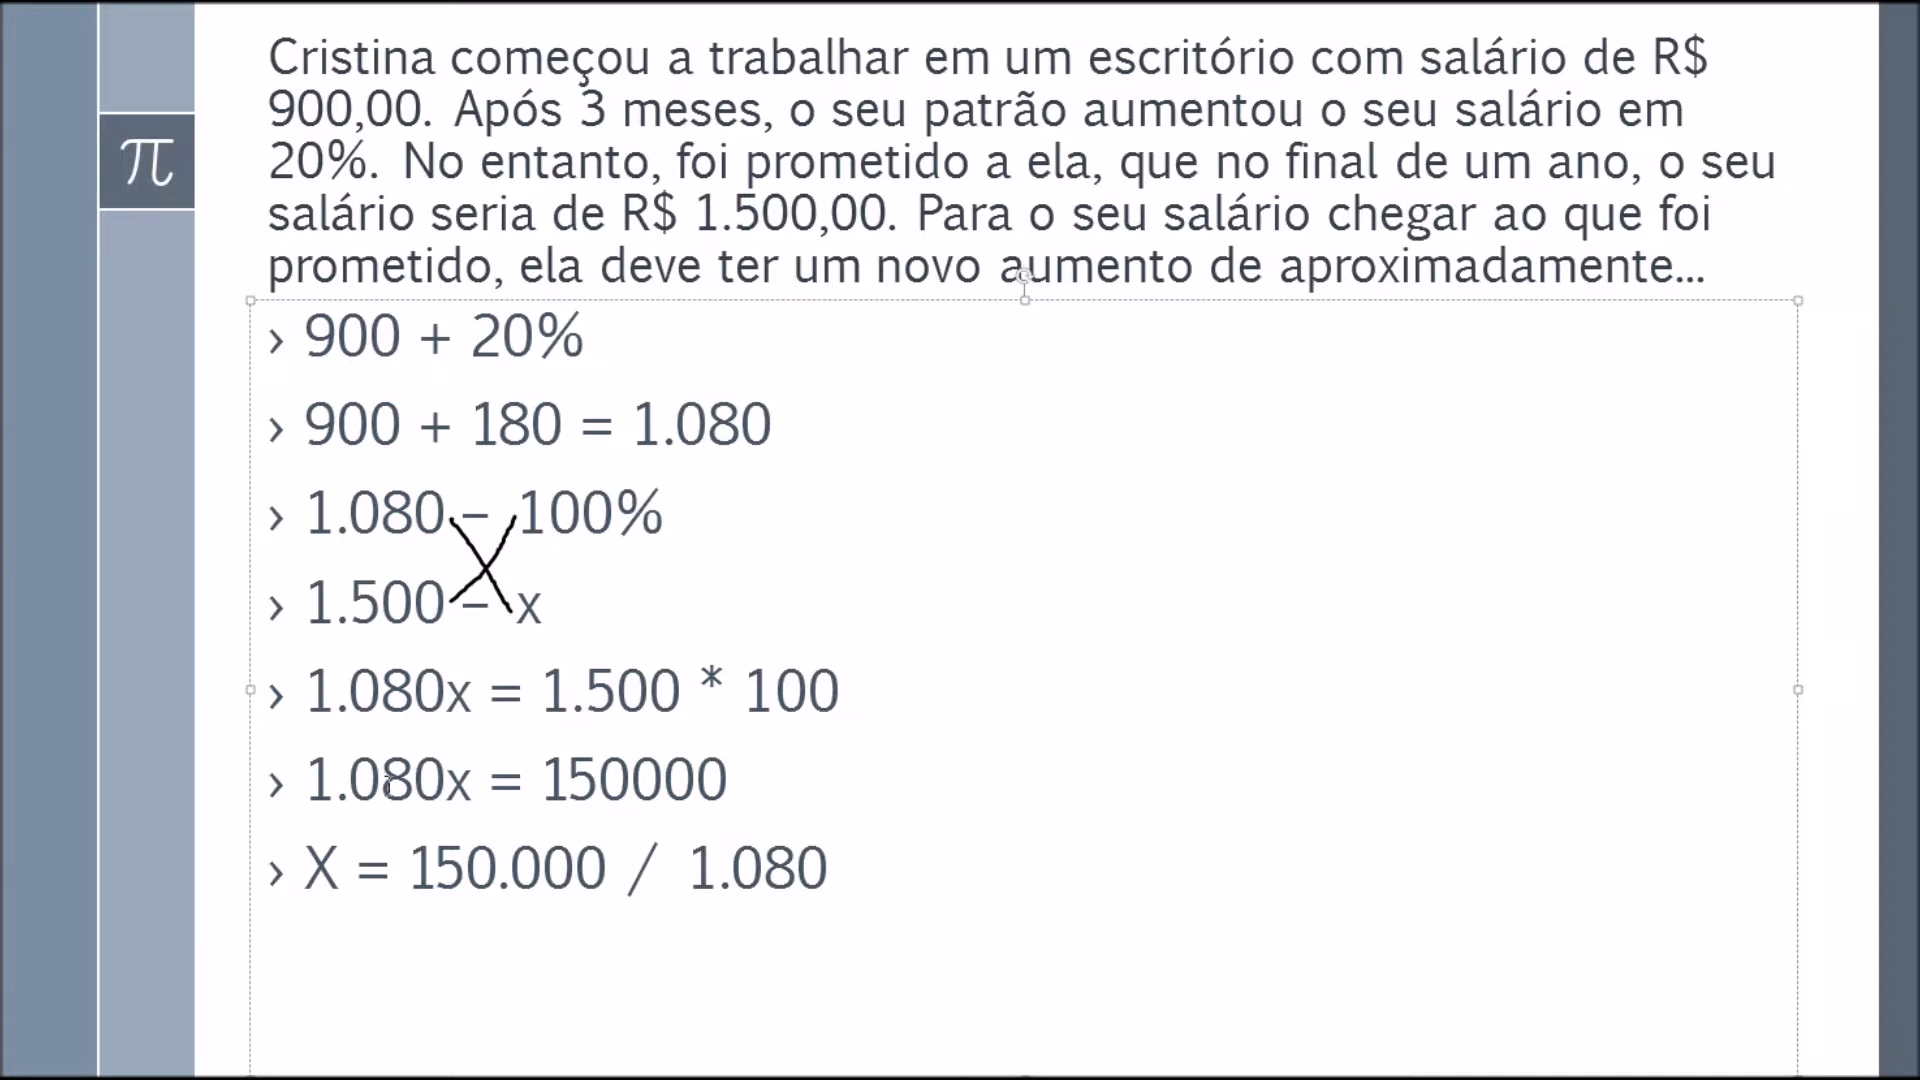 π
Cristina começou a trabalhar em um escritório com salário de R$
900,00. Após 3 meses, o seu patrão aumentou o seu salário em
20%. No entanto, foi prometido a ela, que no final de um ano, o seu
salário seria de R$ 1.500,00. Para o seu salário chegar ao que foi
prometido, ela deve ter um novo aumento de aproximadamente...
› 900 + 20%
› 900 + 180 = 1.080
› 1.080 – 100%
› 1.500 – x
› 1.080x = 1.500 * 100
› 1.080x = 150000
› X = 150.000 / 1.080